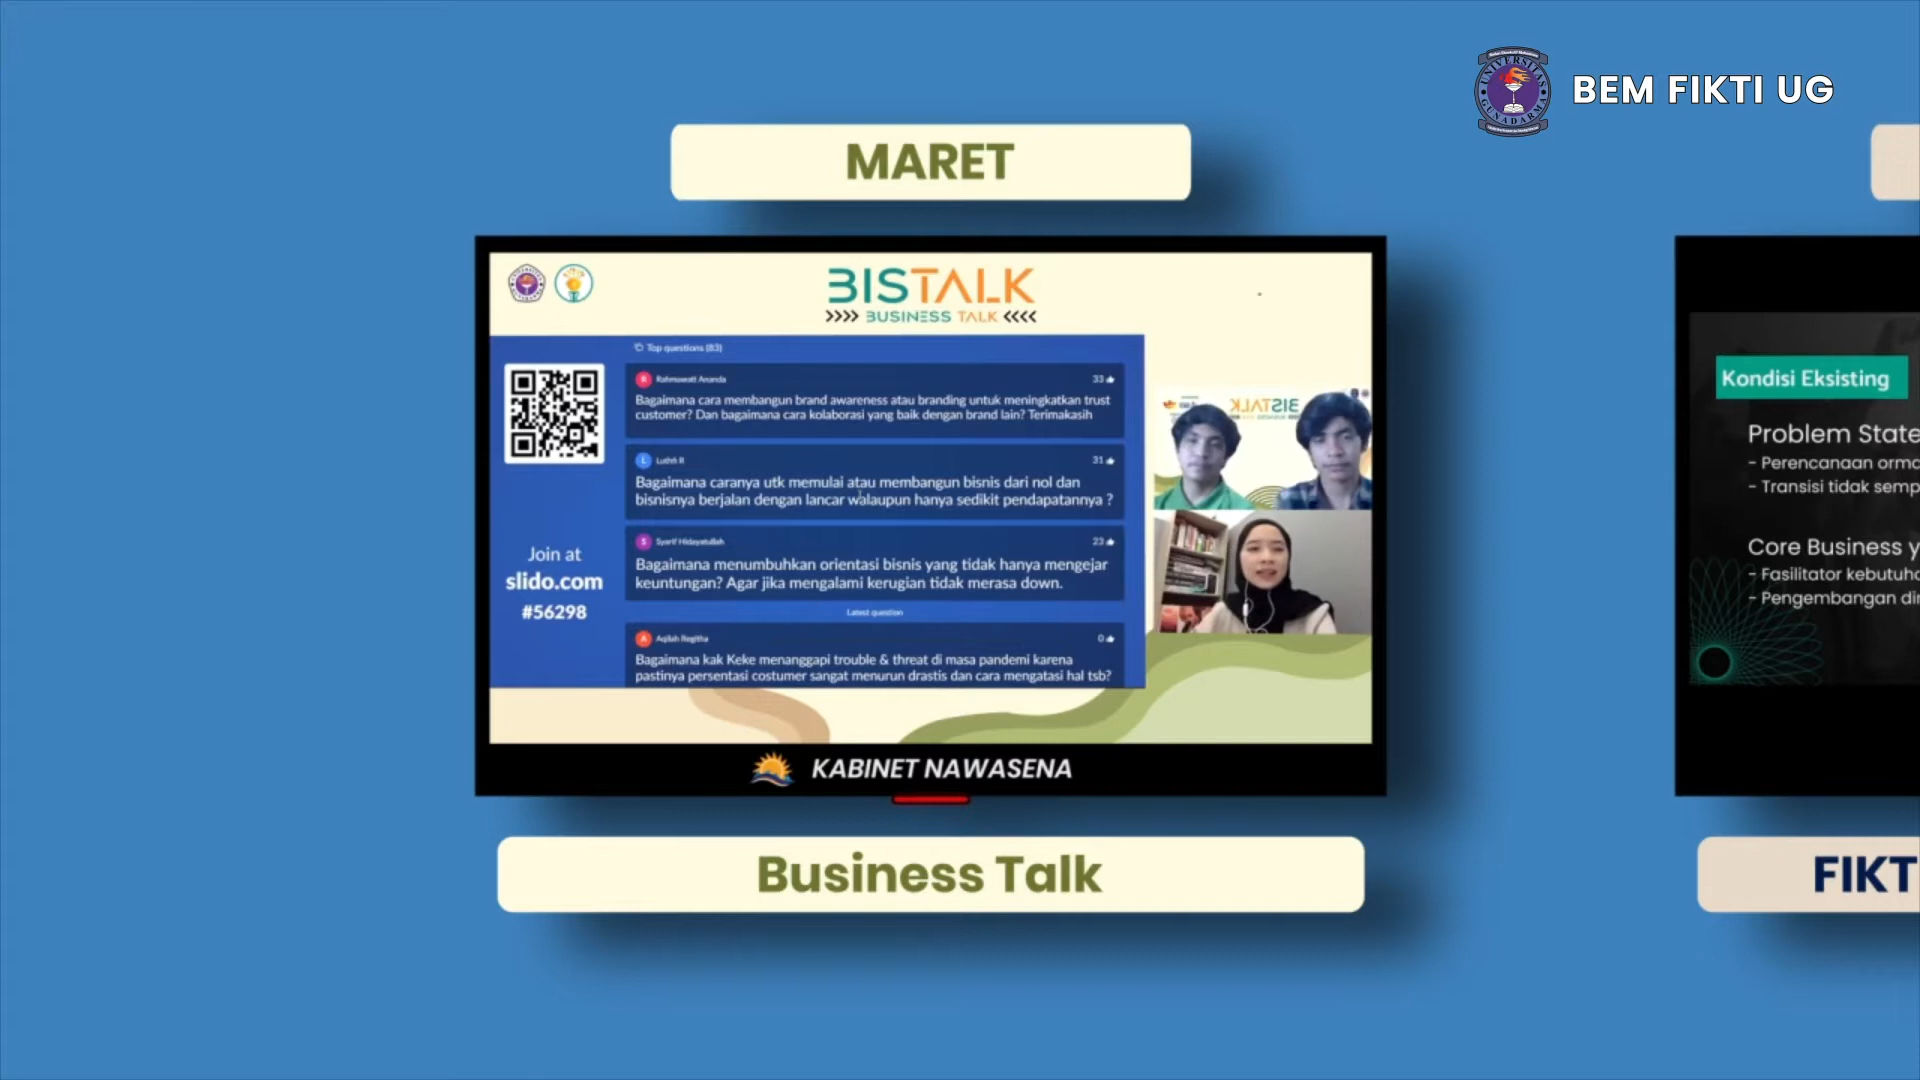 BEM FIKTI UG
UNIVERSITAS
GUNADARMA
MARET
BISTALK
>>>> BUSINESS TALK <<<<
Top questions (83)
R Rahmawati Ananda 33
Bagaimana cara membangun brand awareness atau branding untuk meningkatkan trust
customer? Dan bagaimana cara kolaborasi yang baik dengan brand lain? Terimakasih
L Luthfi R 31
Bagaimana caranya utk memulai atau membangun bisnis dari nol dan
bisnisnya berjalan dengan lancar walaupun hanya sedikit pendapatannya ?
S Syarif Hidayatullah 23
Bagaimana menumbuhkan orientasi bisnis yang tidak hanya mengejar
keuntungan? Agar jika mengalami kerugian tidak merasa down.
Latest question
A Aqilah Regitha 0
Bagaimana kak Keke menanggapi trouble & threat di masa pandemi karena
pastinya persentasi costumer sangat menurun drastis dan cara mengatasi hal tsb?
Join at
slido.com
#56298
BISTALK
KABINET NAWASENA
Business Talk
Kondisi Eksisting
Problem State
- Perencanaan orma
- Transisi tidak semp
Core Business y
- Fasilitator kebutuha
- Pengembangan dir
FIKT